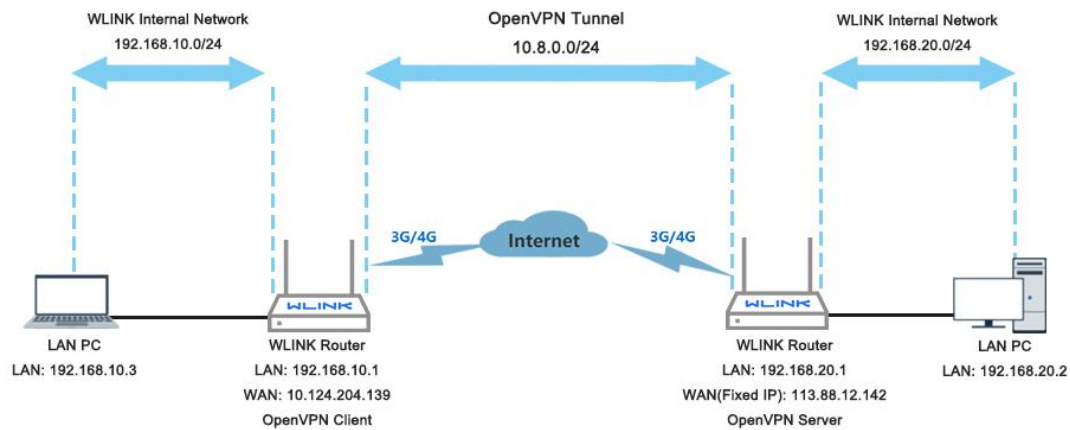 WLINK Internal Network
192.168.10.0/24
OpenVPN Tunnel
10.8.0.0/24
WLINK Internal Network
192.168.20.0/24
3G/4G
Internet
3G/4G
WLINK
WLINK
LAN PC
LAN: 192.168.10.3
WLINK Router
LAN: 192.168.10.1
WAN: 10.124.204.139
OpenVPN Client
WLINK Router
LAN: 192.168.20.1
WAN(Fixed IP): 113.88.12.142
OpenVPN Server
LAN PC
LAN: 192.168.20.2